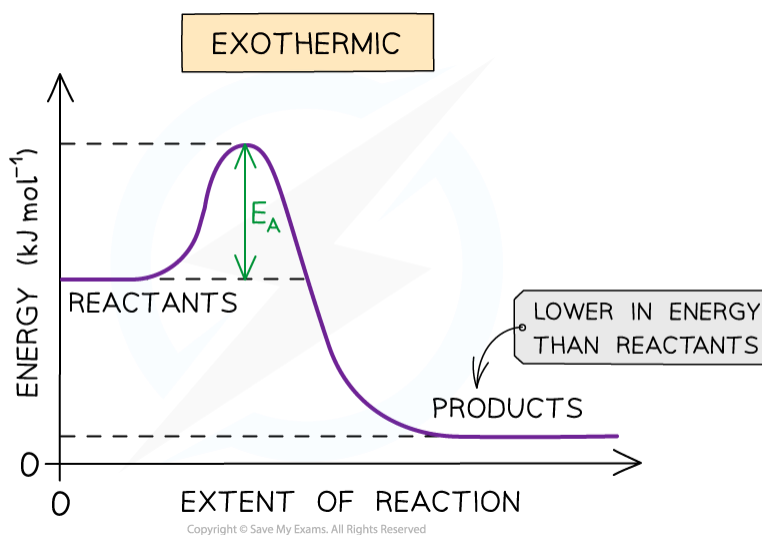 EXOTHERMIC
ENERGY (kJ mol⁻¹)
E_A
REACTANTS
LOWER IN ENERGY
THAN REACTANTS
PRODUCTS
0
0
EXTENT OF REACTION
Copyright © Save My Exams. All Rights Reserved